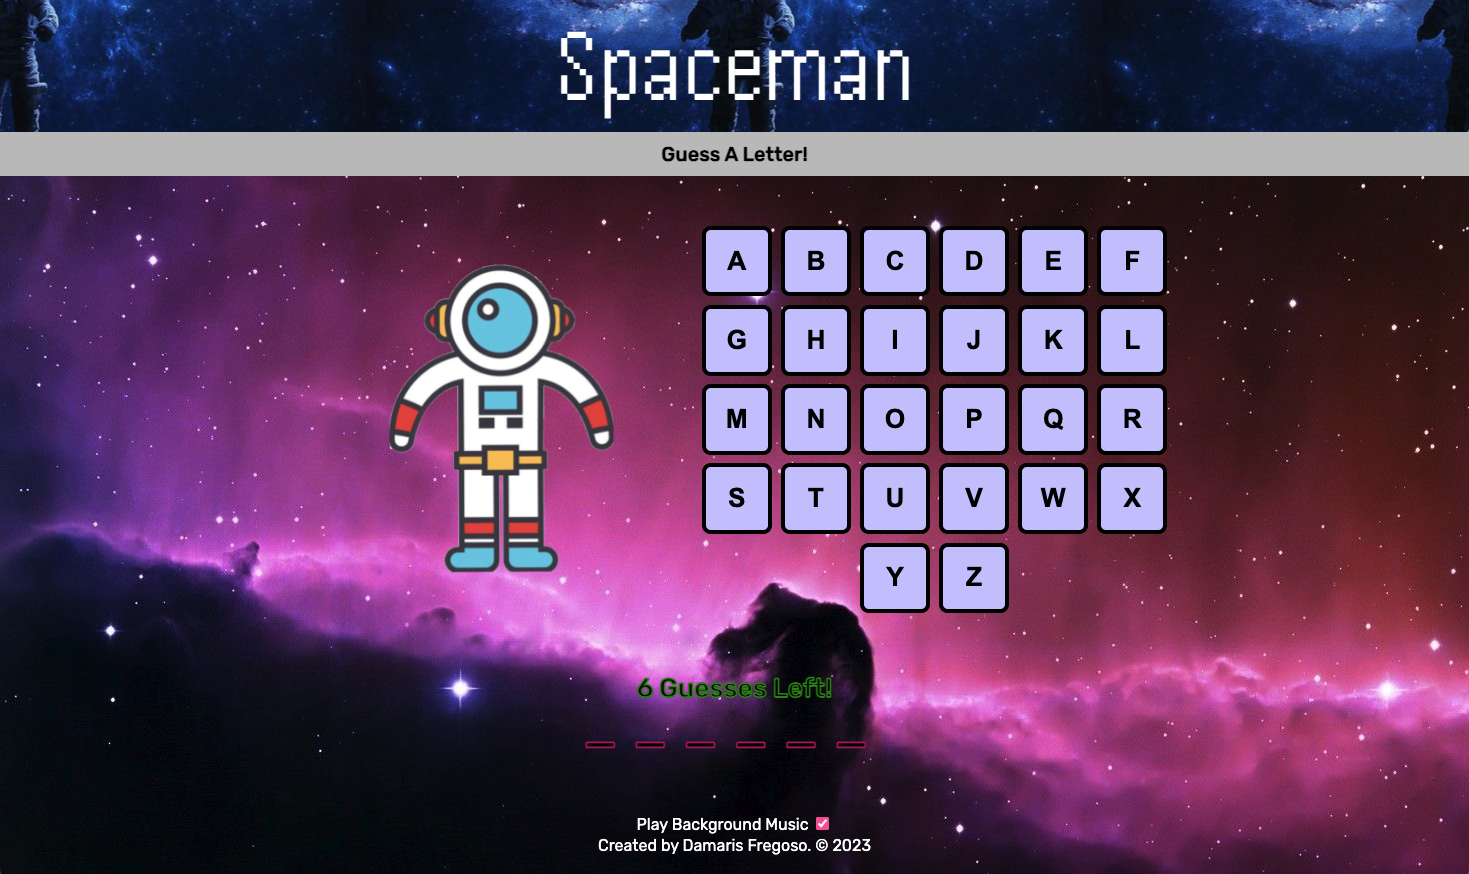 Spaceman
Guess A Letter!
A B C D E F
G H I J K L
M N O P Q R
S T U V W X
Y Z
6 Guesses Left!
_ _ _ _ _ _
Play Background Music
Created by Damaris Fregoso. © 2023